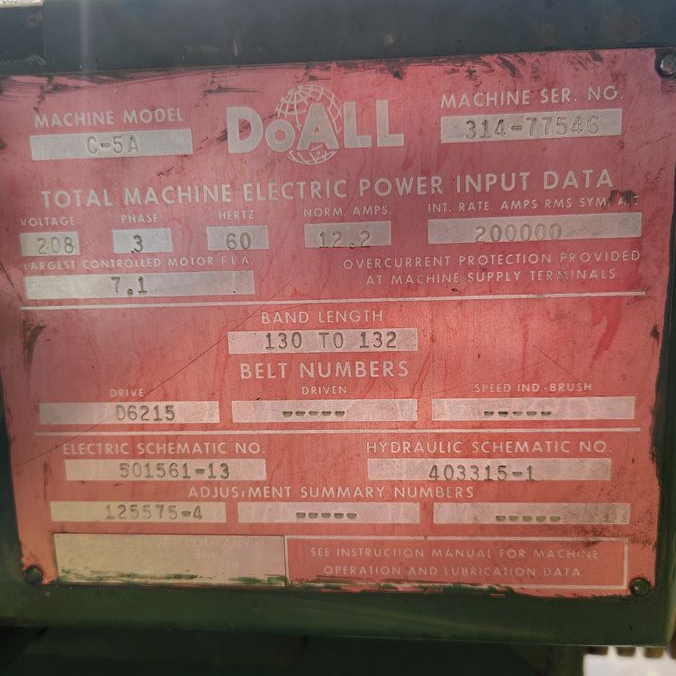 MACHINE MODEL
C-5A
DOALL
MACHINE SER. NO.
314-77546
TOTAL MACHINE ELECTRIC POWER INPUT DATA
VOLTAGE PHASE HERTZ NORM. AMPS. INT. RATE. AMPS RMS SYM.
208 3 60 12.2 200000
LARGEST CONTROLLED MOTOR F.L.A.
7.1
OVERCURRENT PROTECTION PROVIDED
AT MACHINE SUPPLY TERMINALS
BAND LENGTH
130 TO 132
BELT NUMBERS
DRIVE DRIVEN SPEED IND-BRUSH
D6215 ----- -----
ELECTRIC SCHEMATIC NO. HYDRAULIC SCHEMATIC NO.
501561-13 403315-1
ADJUSTMENT SUMMARY NUMBERS
125575-4 ----- -----
SEE INSTRUCTION MANUAL FOR MACHINE
OPERATION AND LUBRICATION DATA.